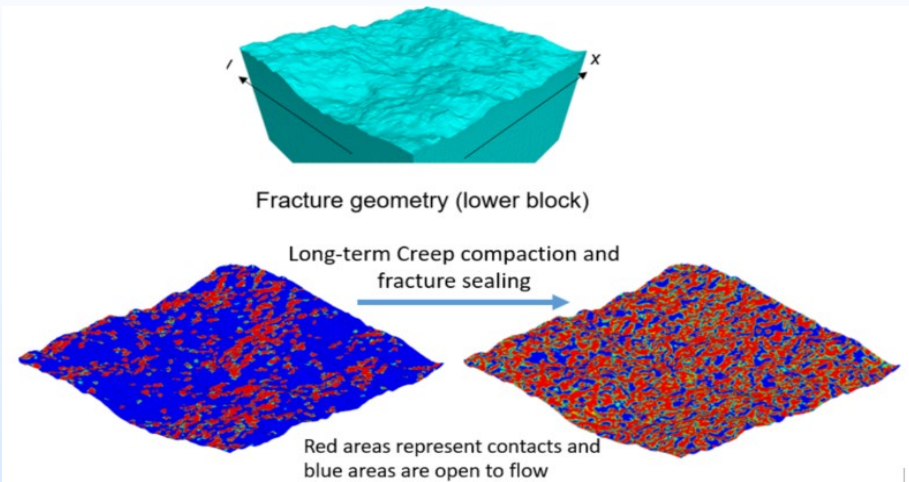 x
Fracture geometry (lower block)
Long-term Creep compaction and
fracture sealing
Red areas represent contacts and
blue areas are open to flow